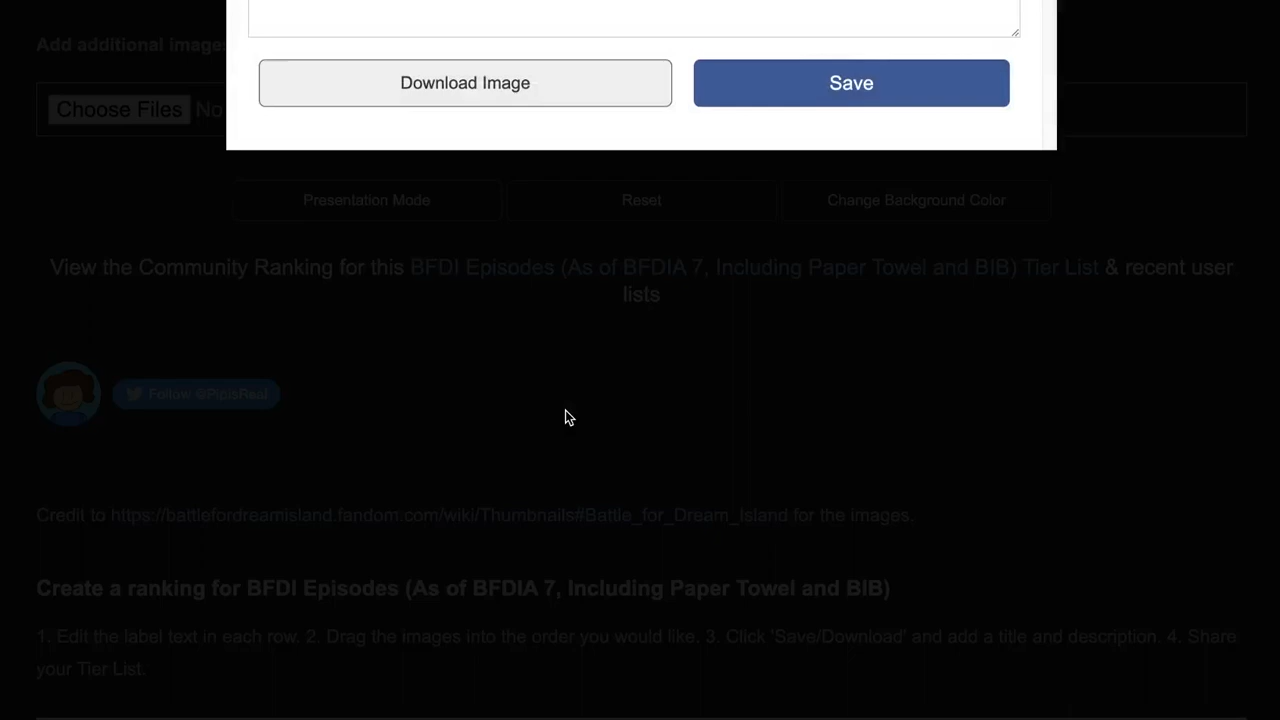 Add additional image
Choose Files No
Download Image
Save
Presentation Mode
Reset
Change Background Color
View the Community Ranking for this BFDI Episodes (As of BFDIA 7, Including Paper Towel and BIB) Tier List & recent user
lists
Follow @PicisReal
Credit to https://battlefordreamisland.fandom.com/wiki/Thumbnails#Battle_for_Dream_Island for the images.
Create a ranking for BFDI Episodes (As of BFDIA 7, Including Paper Towel and BIB)
1. Edit the label text in each row. 2. Drag the images into the order you would like. 3. Click 'Save/Download' and add a title and description. 4. Share
your Tier List.